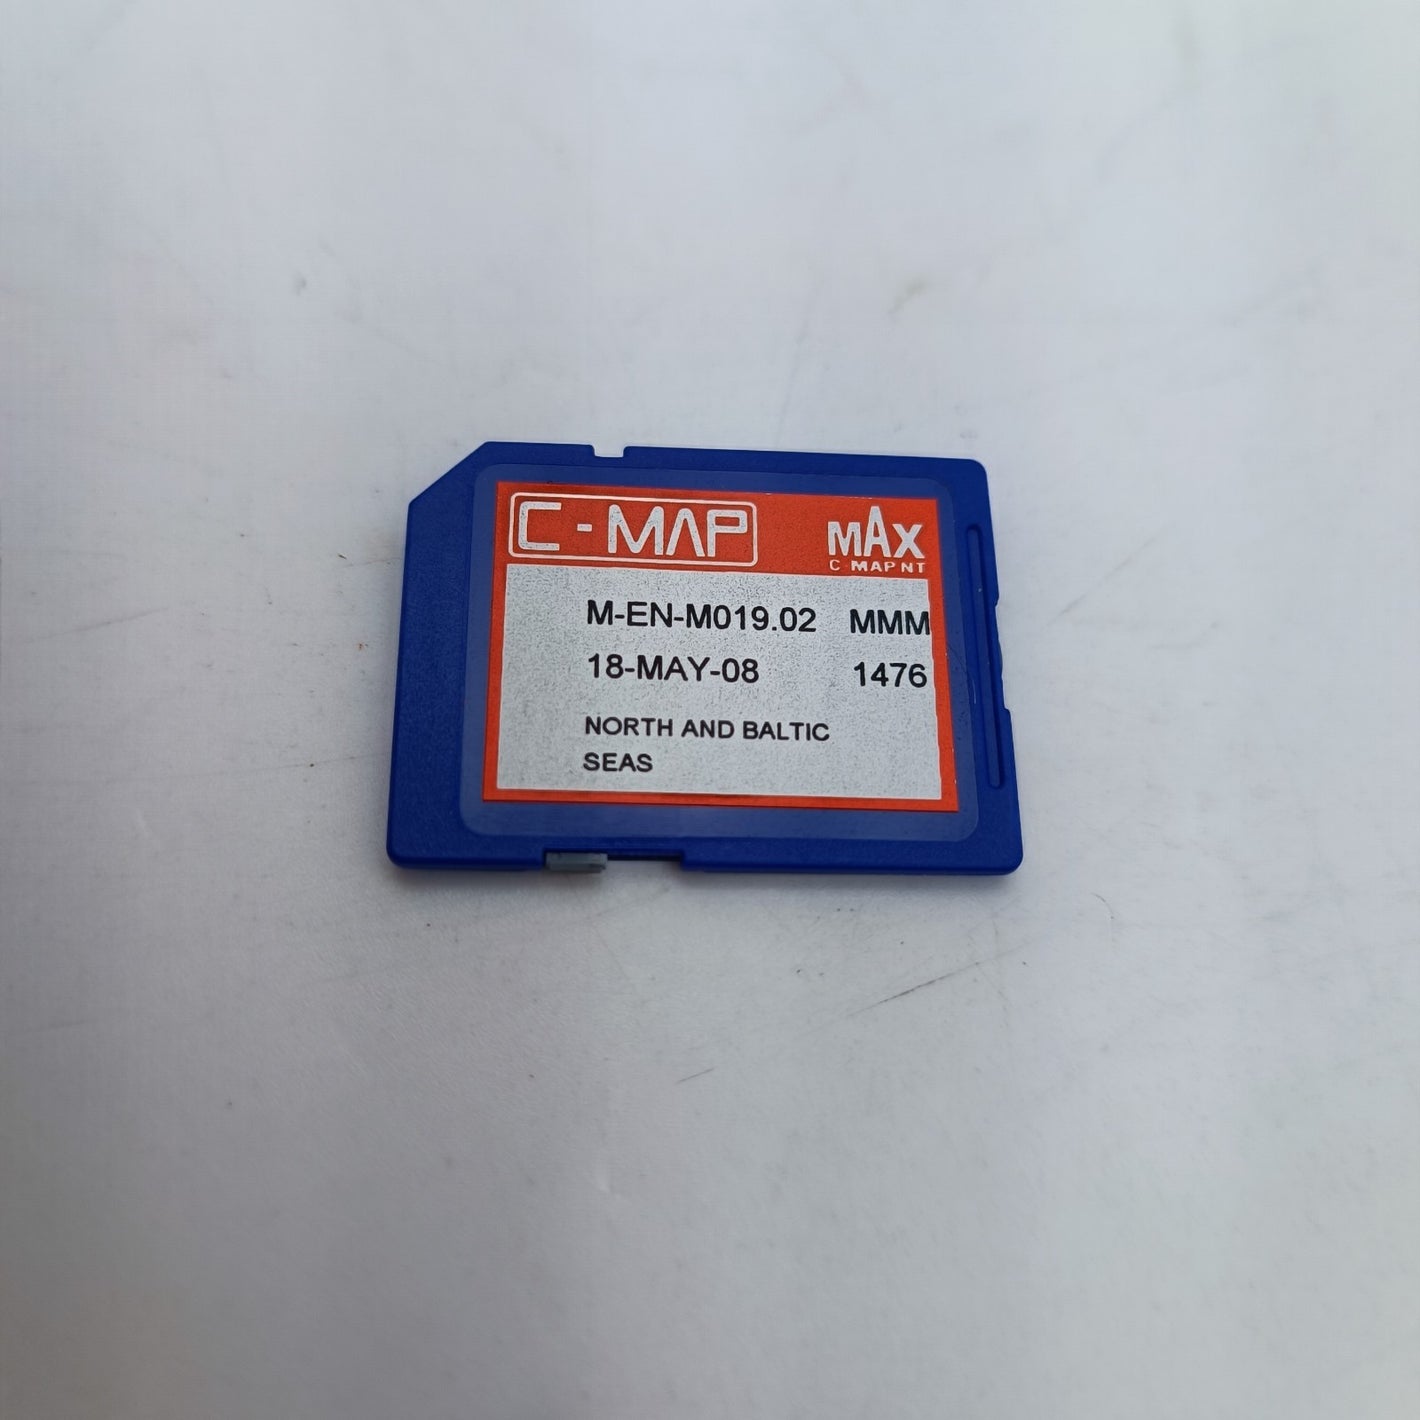 C-MAP
MAX
C-MAP NT
M-EN-M019.02 MMM
18-MAY-08 1476
NORTH AND BALTIC
SEAS